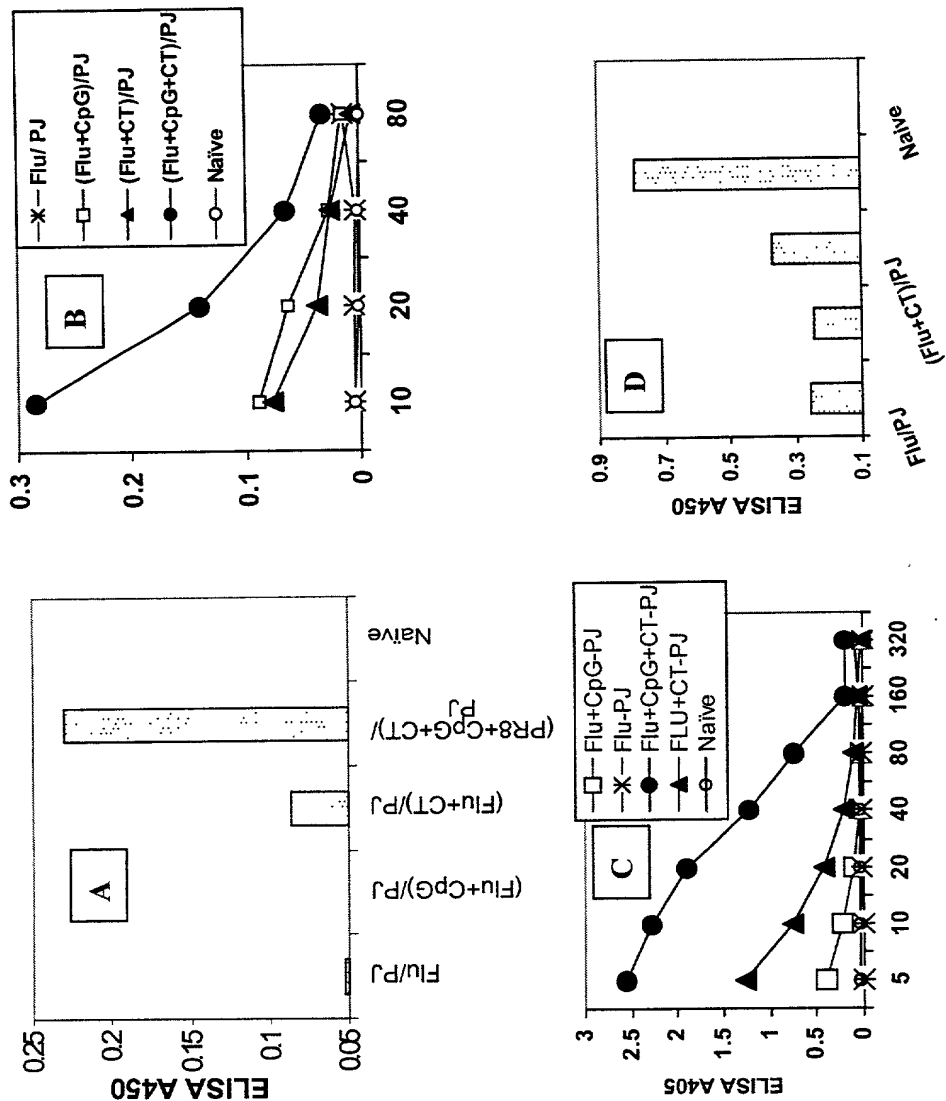 A
ELISA A450
0.25
0.2
0.15
0.1
0.05
Flu/PJ
(Flu+CpG)/PJ
(Flu+CT)/PJ
(PR8+CpG+CT)/
PJ
Naïve
B
Flu/ PJ
(Flu+CpG)/PJ
(Flu+CT)/PJ
(Flu+CpG+CT)/PJ
Naïve
0.3
0.2
0.1
0
10
20
40
80
C
ELISA A405
Flu+CpG-PJ
Flu-PJ
Flu+CpG+CT-PJ
FLU+CT-PJ
Naïve
3
2.5
2
1.5
1
0.5
0
5
10
20
40
80
160
320
D
ELISA A450
0.9
0.7
0.5
0.3
0.1
Flu/PJ
(Flu+CT)/PJ
Naïve